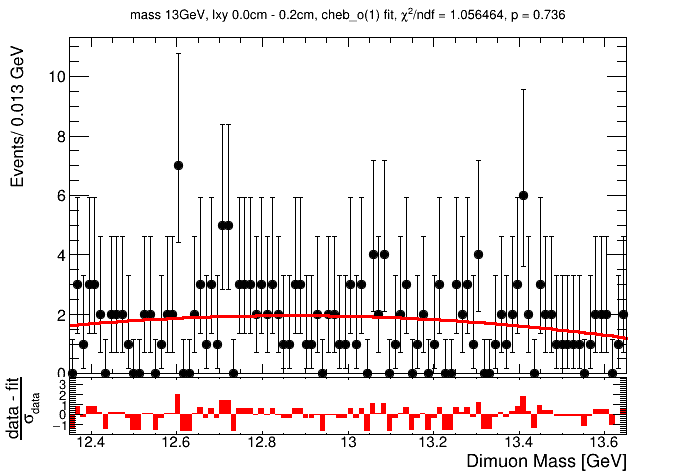 mass 13GeV, lxy 0.0cm - 0.2cm, cheb_o(1) fit, χ²/ndf = 1.056464, p = 0.736
Events/ 0.013 GeV
10
8
6
4
2
0
data - fit
σdata
3
2
1
0
−1
12.4 12.6 12.8 13 13.2 13.4 13.6
Dimuon Mass [GeV]